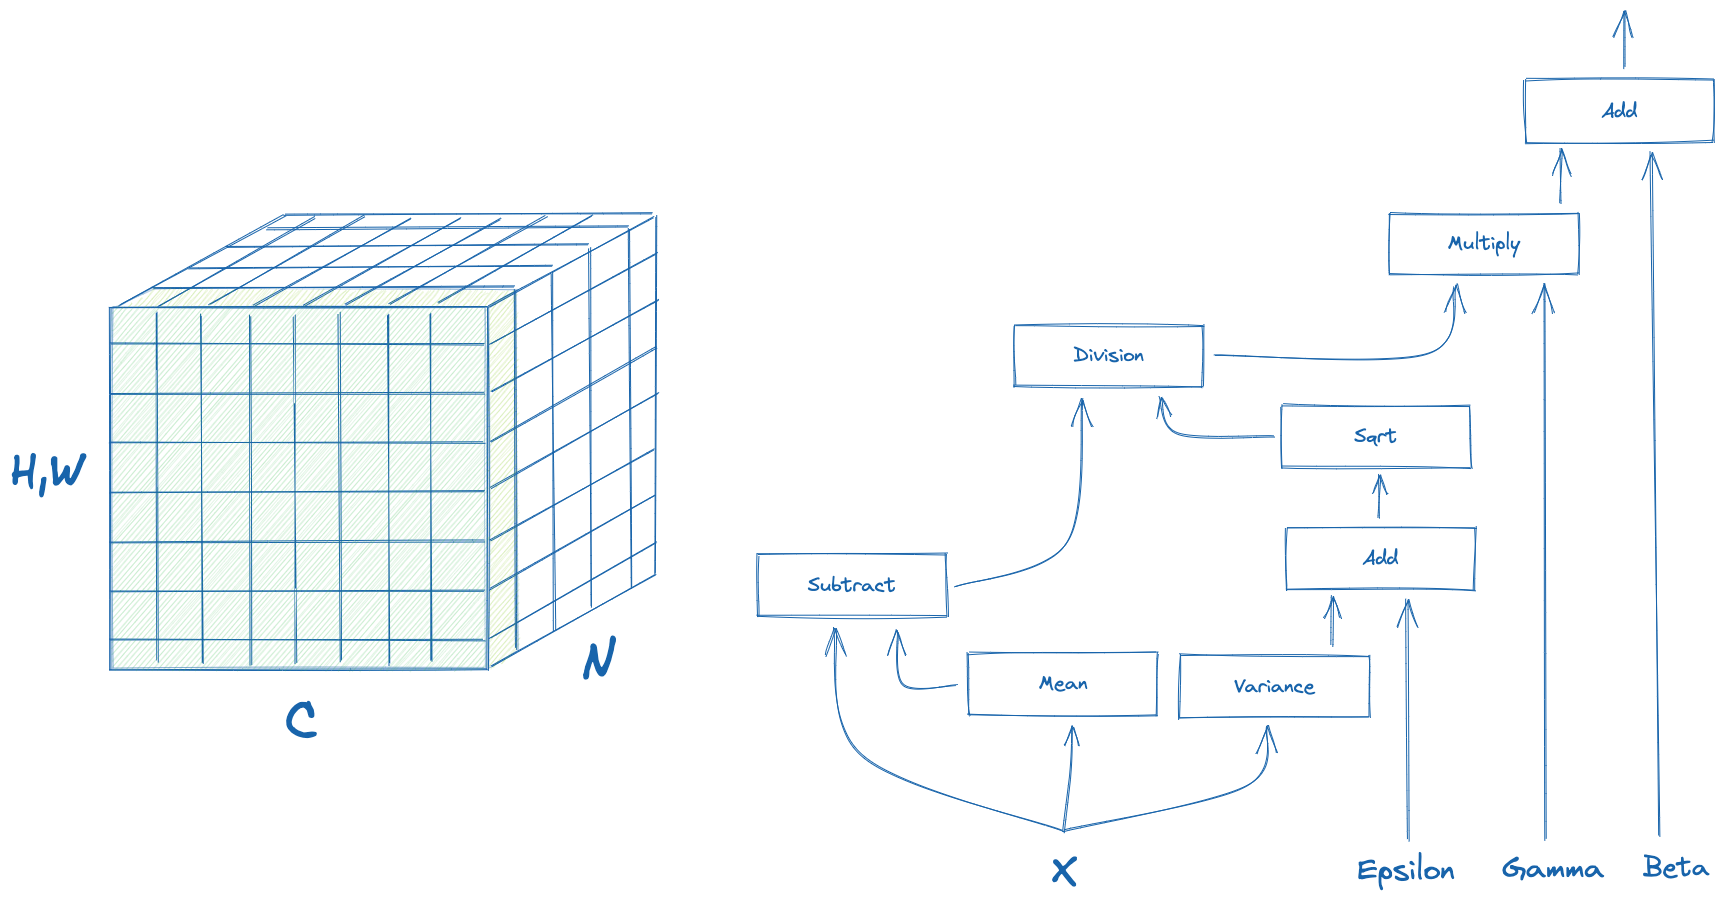 Add
Multiply
Division
Sqrt
H,W
Add
Subtract
Mean
Variance
N
C
X
Epsilon
Gamma
Beta